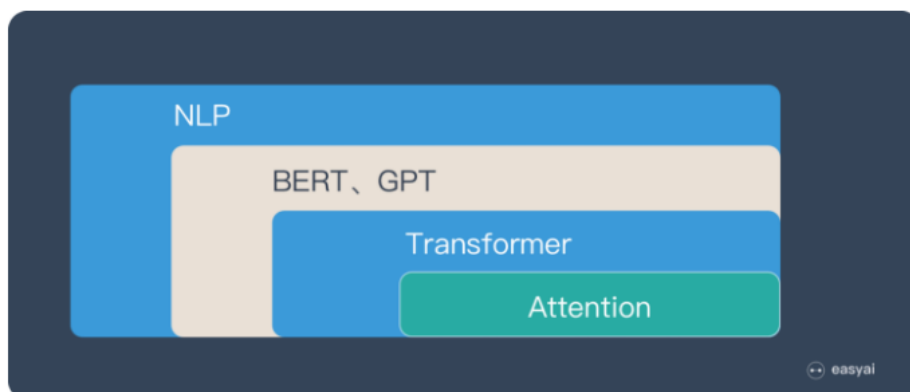 NLP
BERT、GPT
Transformer
Attention
easyai